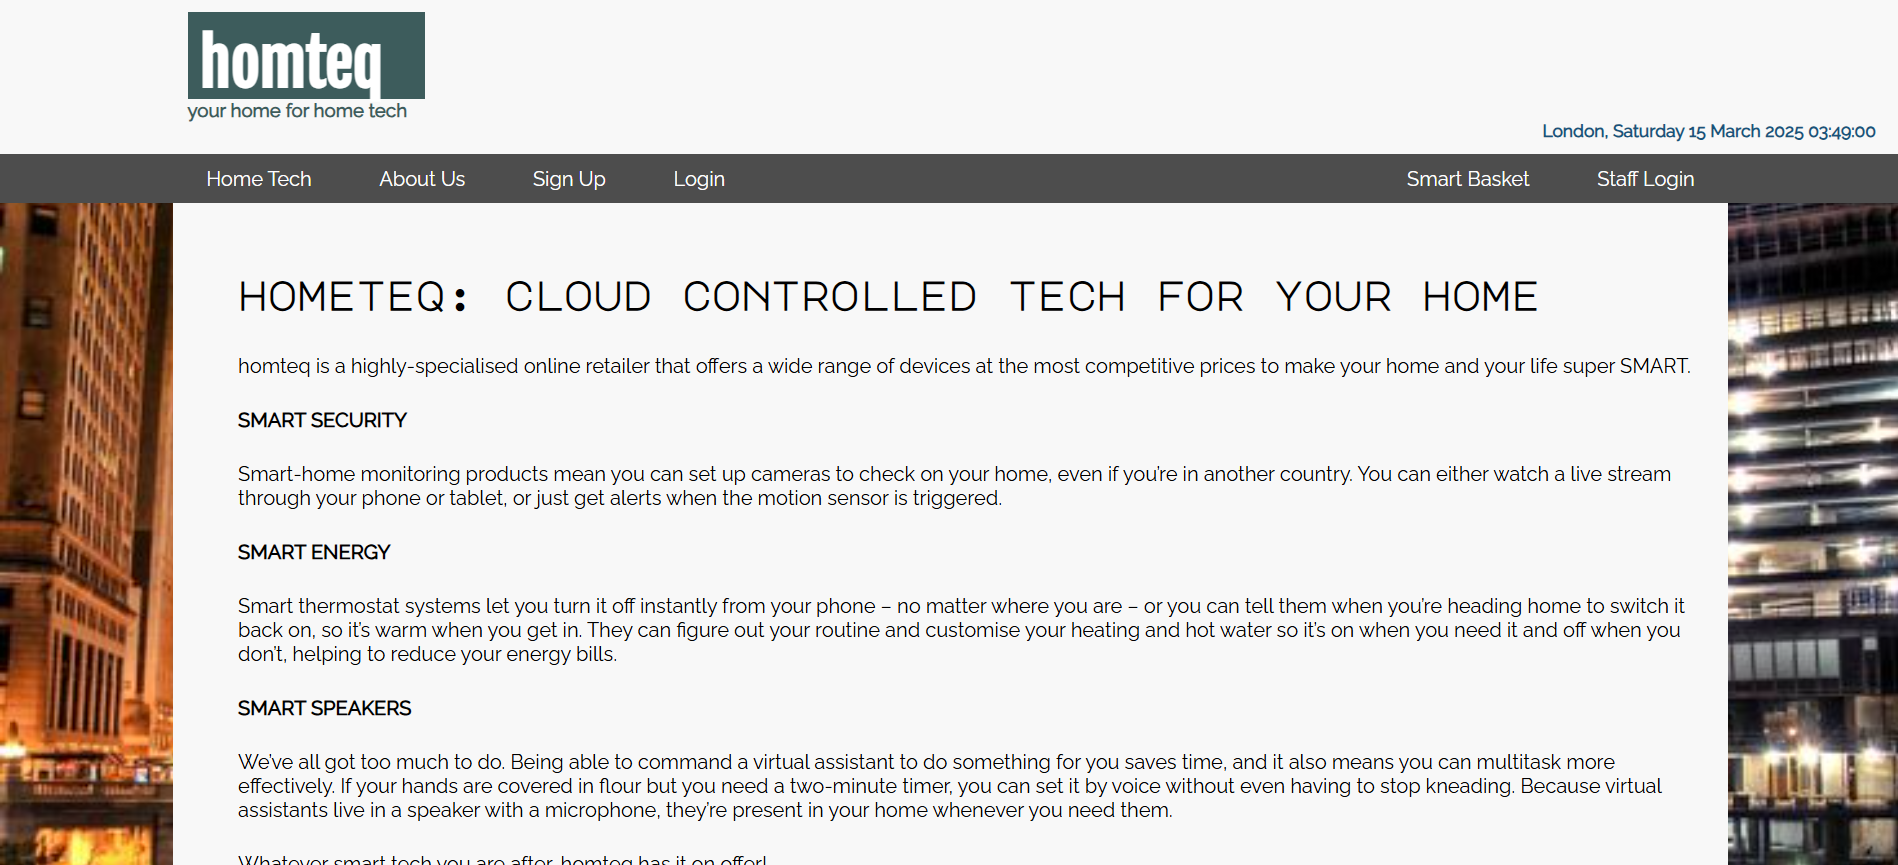 homteq
your home for home tech
London, Saturday 15 March 2025 03:49:00
Home Tech About Us Sign Up Login Smart Basket Staff Login
HOMETEQ: CLOUD CONTROLLED TECH FOR YOUR HOME
homteq is a highly-specialised online retailer that offers a wide range of devices at the most competitive prices to make your home and your life super SMART.
SMART SECURITY
Smart-home monitoring products mean you can set up cameras to check on your home, even if you’re in another country. You can either watch a live stream
through your phone or tablet, or just get alerts when the motion sensor is triggered.
SMART ENERGY
Smart thermostat systems let you turn it off instantly from your phone – no matter where you are – or you can tell them when you’re heading home to switch it
back on, so it’s warm when you get in. They can figure out your routine and customise your heating and hot water so it’s on when you need it and off when you
don’t, helping to reduce your energy bills.
SMART SPEAKERS
We’ve all got too much to do. Being able to command a virtual assistant to do something for you saves time, and it also means you can multitask more
effectively. If your hands are covered in flour but you need a two-minute timer, you can set it by voice without even having to stop kneading. Because virtual
assistants live in a speaker with a microphone, they’re present in your home whenever you need them.
Whatever smart tech you are after, homteq has it on offer!